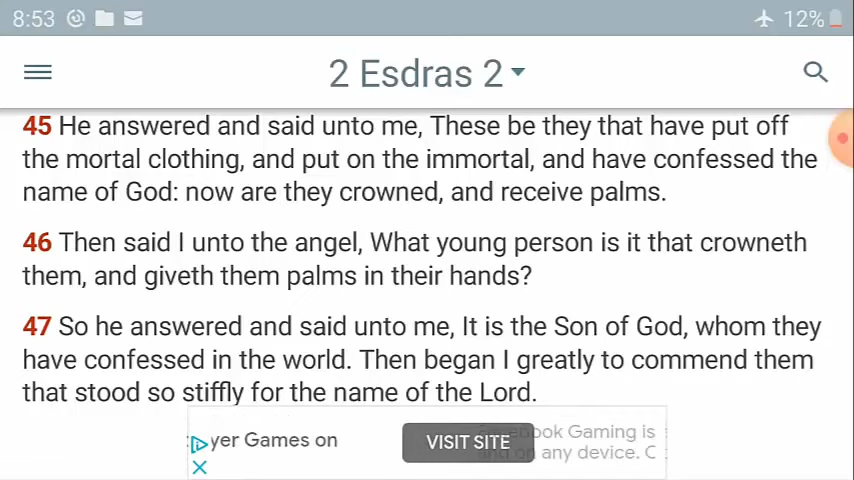 8:53 12%
2 Esdras 2
45 He answered and said unto me, These be they that have put off
the mortal clothing, and put on the immortal, and have confessed the
name of God: now are they crowned, and receive palms.
46 Then said I unto the angel, What young person is it that crowneth
them, and giveth them palms in their hands?
47 So he answered and said unto me, It is the Son of God, whom they
have confessed in the world. Then began I greatly to commend them
that stood so stiffly for the name of the Lord.
yer Games on
VISIT SITE
ook Gaming is
on any device. C